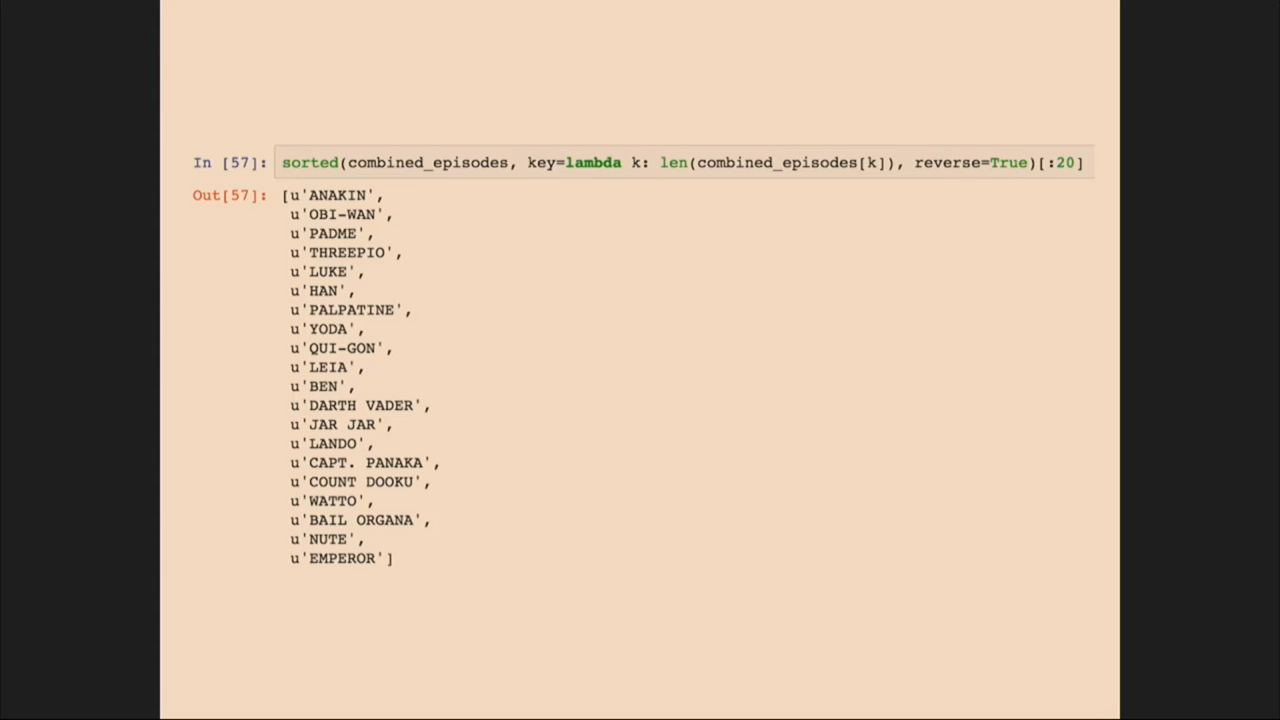 In [57]: sorted(combined_episodes, key=lambda k: len(combined_episodes[k]), reverse=True)[:20]
Out[57]: [u'ANAKIN',
u'OBI-WAN',
u'PADME',
u'THREEPIO',
u'LUKE',
u'HAN',
u'PALPATINE',
u'YODA',
u'QUI-GON',
u'LEIA',
u'BEN',
u'DARTH VADER',
u'JAR JAR',
u'LANDO',
u'CAPT. PANAKA',
u'COUNT DOOKU',
u'WATTO',
u'BAIL ORGANA',
u'NUTE',
u'EMPEROR']